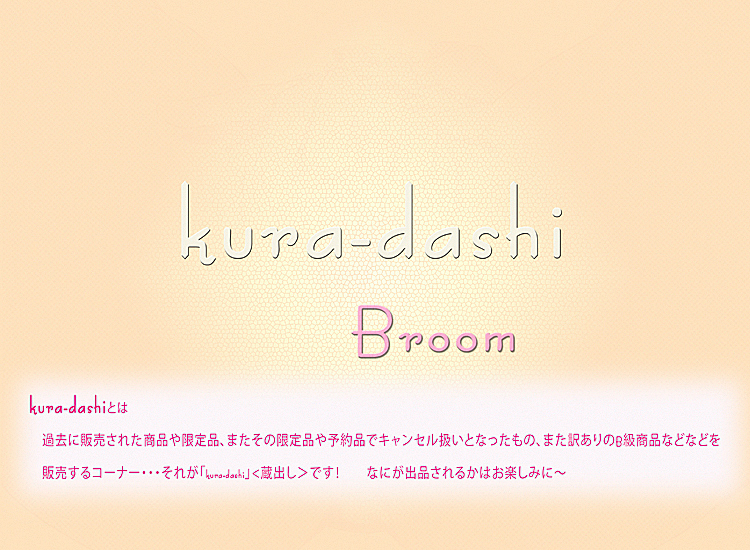 kura-dashi
Broom
kura-dashiとは
過去に販売された商品や限定品、またその限定品や予約品でキャンセル扱いとなったもの、また訳ありのB級商品などなどを
販売するコーナー・・・それが「kura-dashi」<蔵出し>です！　なにが出品されるかはお楽しみに～